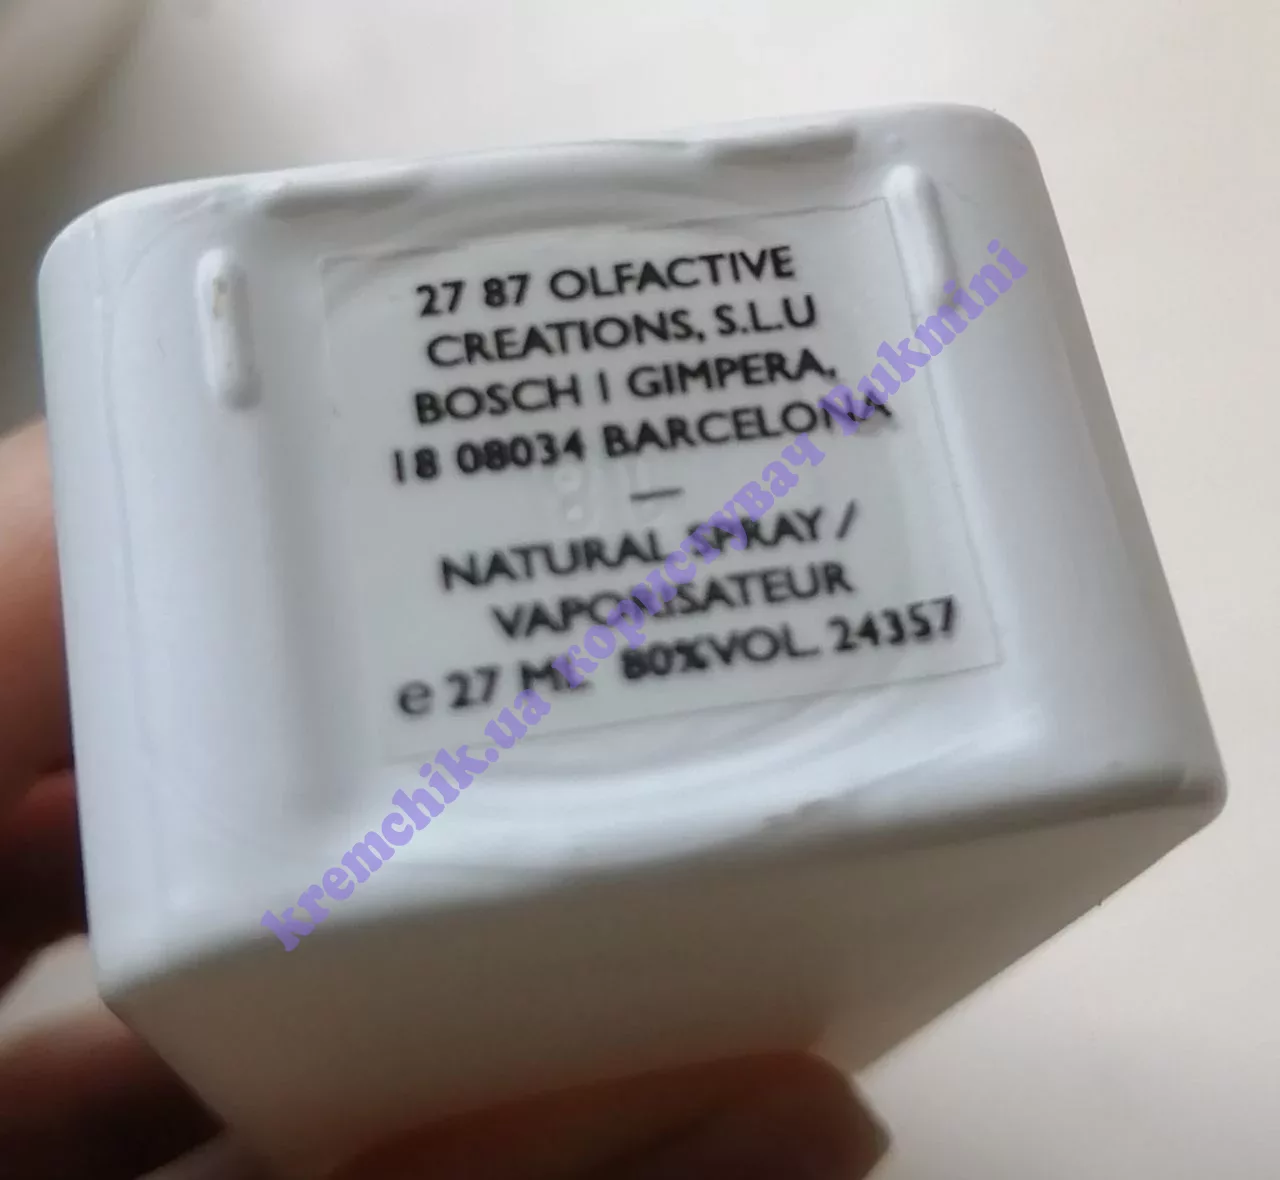 27 87 OLFACTIVE
CREATIONS, S.L.U
BOSCH I GIMPERA,
18 08034 BARCELONA
—
NATURAL SPRAY /
VAPORISATEUR
e 27 ML 80%VOL. 24357
kremchik.ua користувач Rukmini